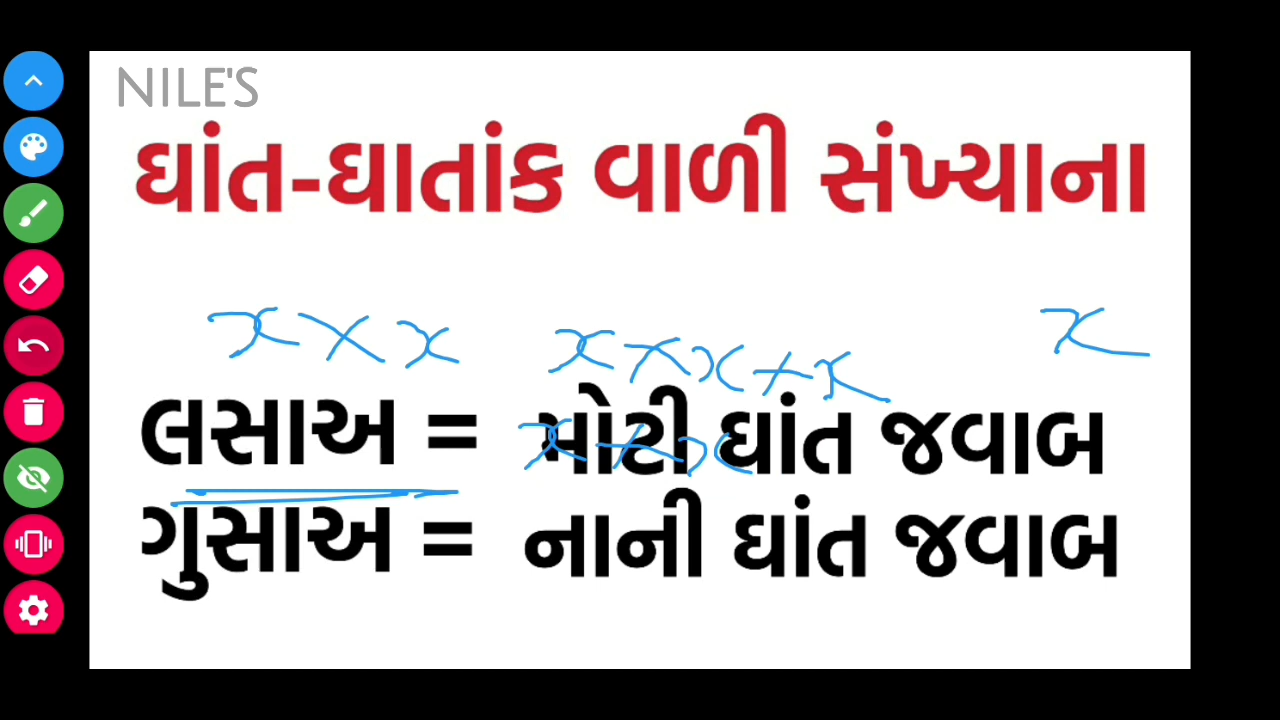 NILE'S
ઘાંત-ઘાતાંક વાળી સંખ્યાના
x × x
x × x × x
x
લસાઅ = મોટી ઘાંત જવાબ
x × x
ગુસાઅ = નાની ઘાંત જવાબ